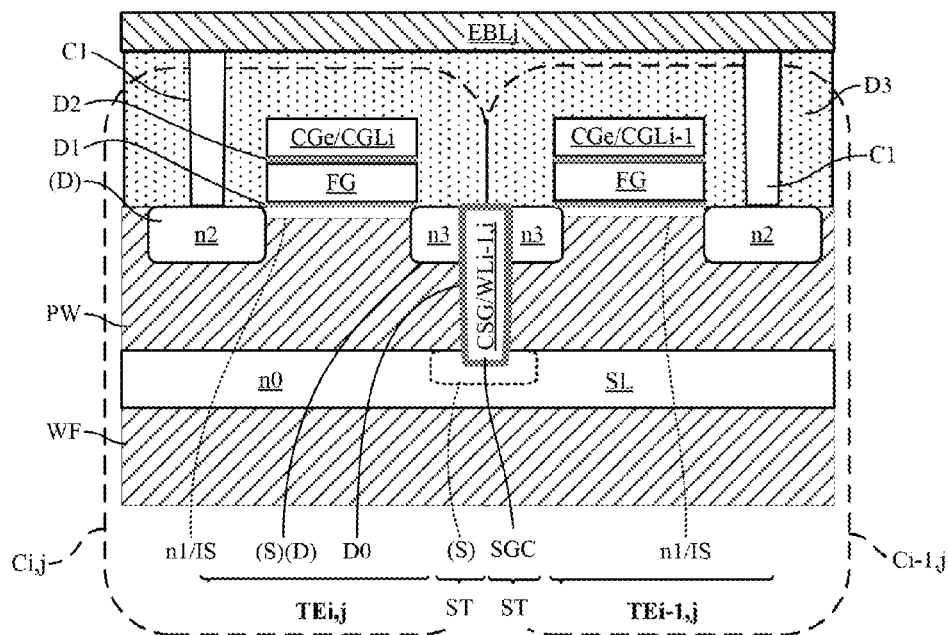 EBLj
C1
D2
D3
CGe/CGLi
CGe/CGLi-1
D1
FG
FG
C1
(D)
n2
n3
n3
n2
CSG/WLi-1,i
PW
n0
SL
WF
Ci,j
n1/IS
(S)(D)
D0
(S)
SGC
n1/IS
Ci-1,j
TEi,j
ST
ST
TEi-1,j